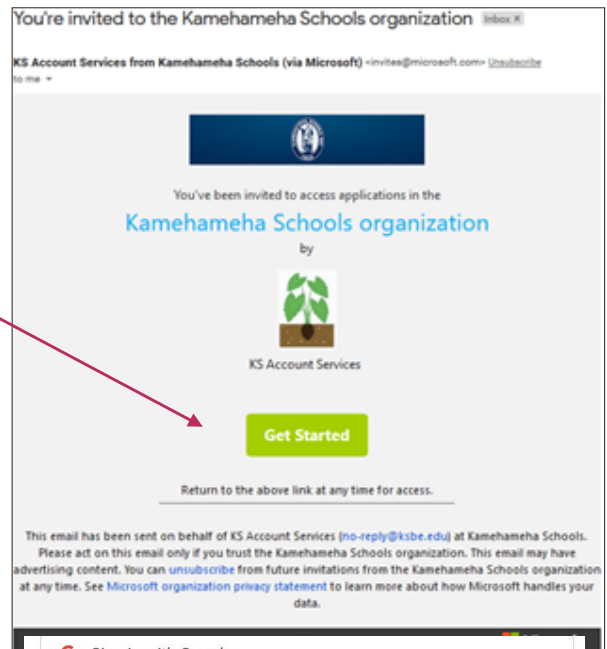 You're invited to the Kamehameha Schools organization Inbox ×
KS Account Services from Kamehameha Schools (via Microsoft) <invites@microsoft.com> Unsubscribe
to me
You've been invited to access applications in the
Kamehameha Schools organization
by
KS Account Services
Get Started
Return to the above link at any time for access.
This email has been sent on behalf of KS Account Services (no-reply@ksbe.edu) at Kamehameha Schools.
Please act on this email only if you trust the Kamehameha Schools organization. This email may have
advertising content. You can unsubscribe from future invitations from the Kamehameha Schools organization
at any time. See Microsoft organization privacy statement to learn more about how Microsoft handles your
data.